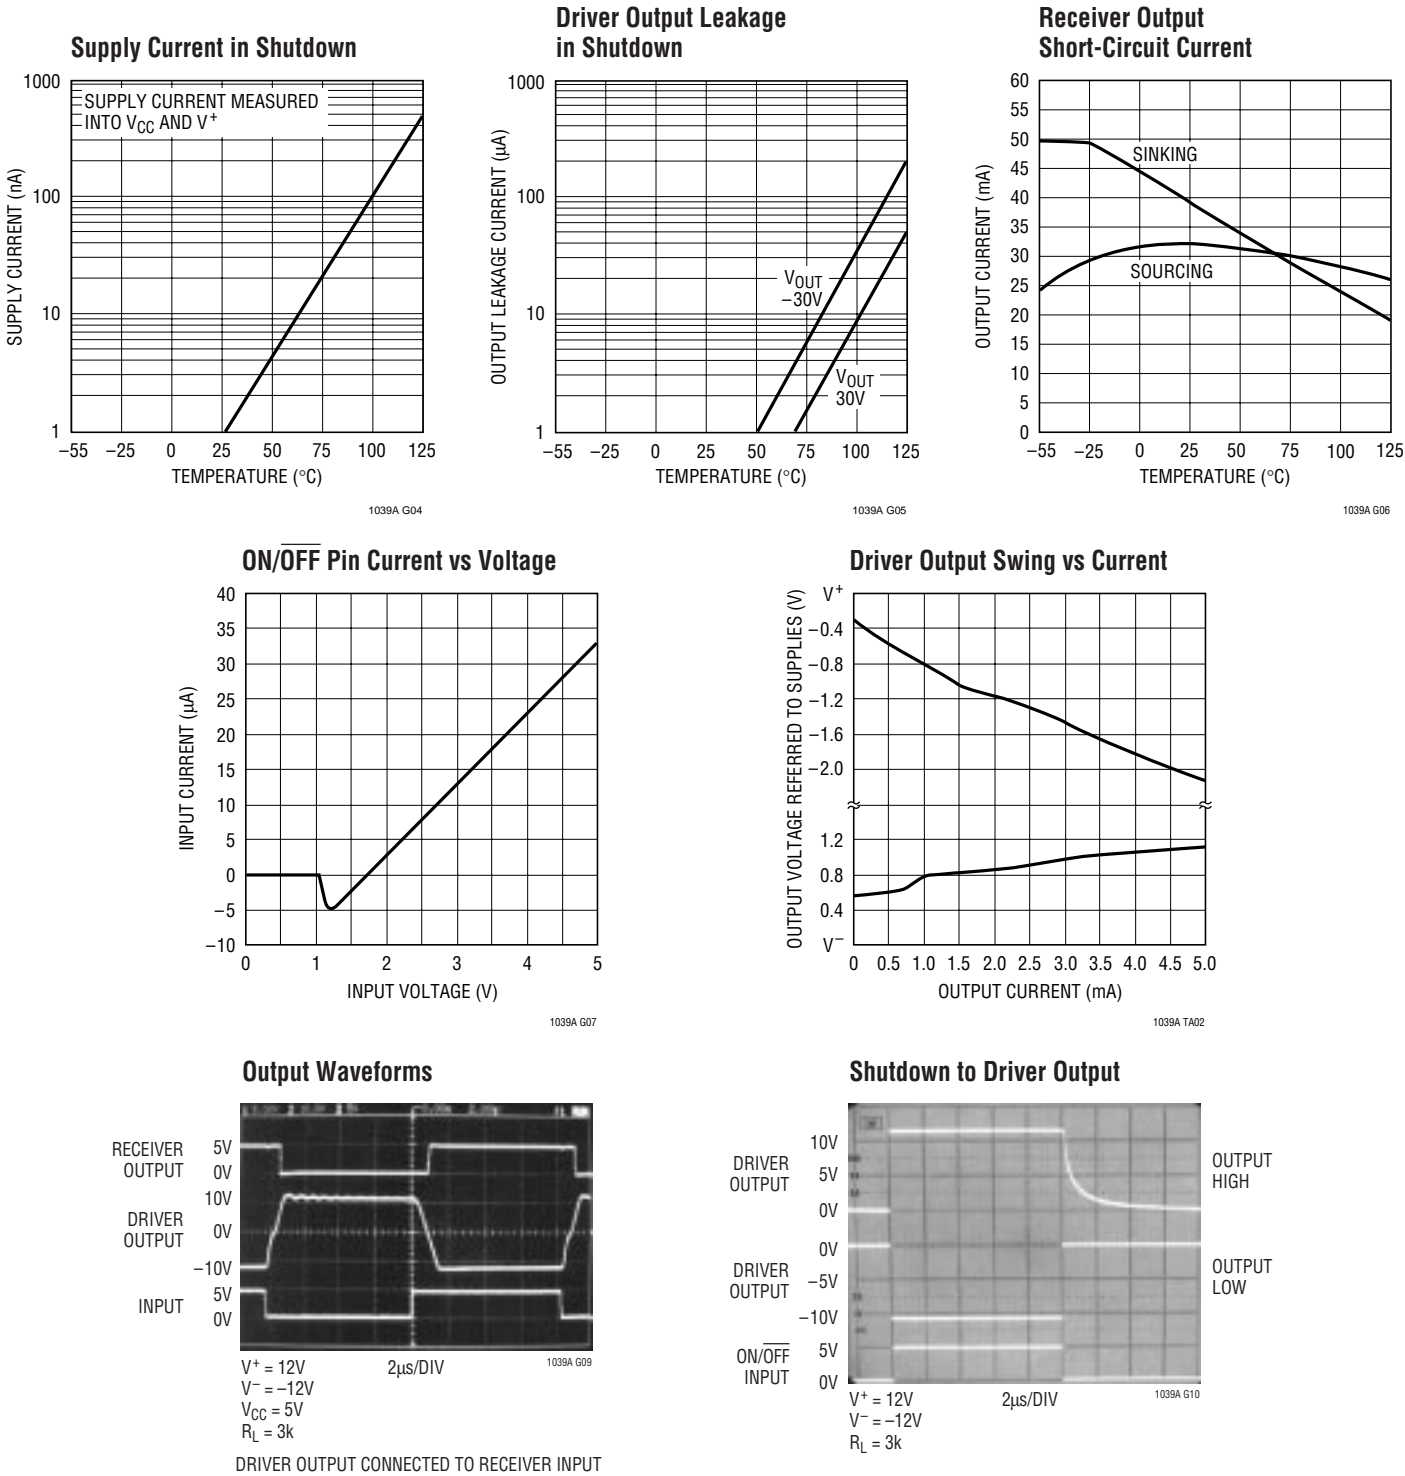 Supply Current in Shutdown
1000
100
10
1
SUPPLY CURRENT (nA)
SUPPLY CURRENT MEASURED
INTO VCC AND V+
–55 –25 0 25 50 75 100 125
TEMPERATURE (°C)
1039A G04
Driver Output Leakage
in Shutdown
1000
100
10
1
OUTPUT LEAKAGE CURRENT (µA)
VOUT
–30V
VOUT
30V
–55 –25 0 25 50 75 100 125
TEMPERATURE (°C)
1039A G05
Receiver Output
Short-Circuit Current
60
55
50
45
40
35
30
25
20
15
10
5
0
OUTPUT CURRENT (mA)
SINKING
SOURCING
–55 –25 0 25 50 75 100 125
TEMPERATURE (°C)
1039A G06
ON/O̅F̅F̅ Pin Current vs Voltage
40
35
30
25
20
15
10
5
0
–5
–10
INPUT CURRENT (µA)
0 1 2 3 4 5
INPUT VOLTAGE (V)
1039A G07
Driver Output Swing vs Current
V+
–0.4
–0.8
–1.2
–1.6
–2.0
1.2
0.8
0.4
V–
OUTPUT VOLTAGE REFERRED TO SUPPLIES (V)
0 0.5 1.0 1.5 2.0 2.5 3.0 3.5 4.0 4.5 5.0
OUTPUT CURRENT (mA)
1039A TA02
Output Waveforms
RECEIVER
OUTPUT
5V
0V
DRIVER
OUTPUT
10V
0V
–10V
INPUT
5V
0V
V+ = 12V
V– = –12V
VCC = 5V
RL = 3k
2µs/DIV
1039A G09
DRIVER OUTPUT CONNECTED TO RECEIVER INPUT
Shutdown to Driver Output
DRIVER
OUTPUT
10V
5V
0V
OUTPUT
HIGH
DRIVER
OUTPUT
0V
–5V
–10V
OUTPUT
LOW
ON/O̅F̅F̅
INPUT
5V
0V
V+ = 12V
V– = –12V
RL = 3k
2µs/DIV
1039A G10